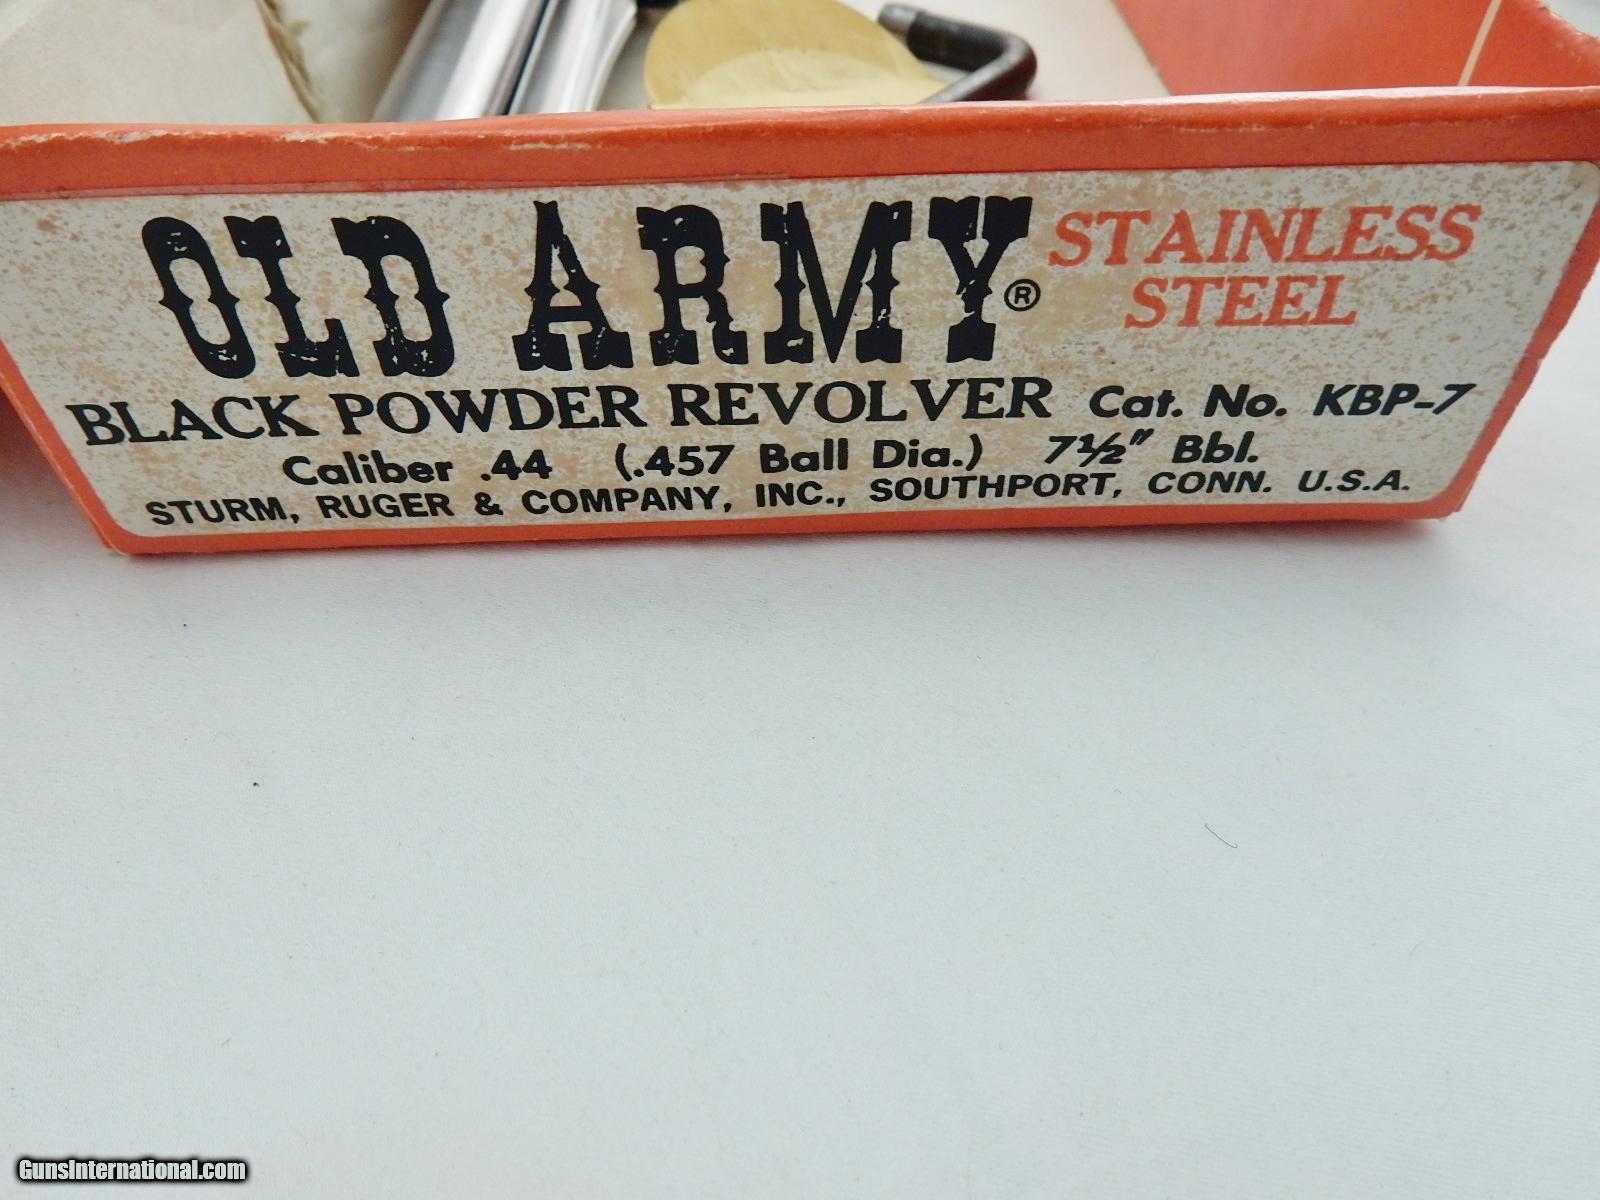 OLD ARMY® STAINLESS STEEL
BLACK POWDER REVOLVER Cat. No. KBP-7
Caliber .44 (.457 Ball Dia.) 7½" Bbl.
STURM, RUGER & COMPANY, INC., SOUTHPORT, CONN. U.S.A.
GunsInternational.com